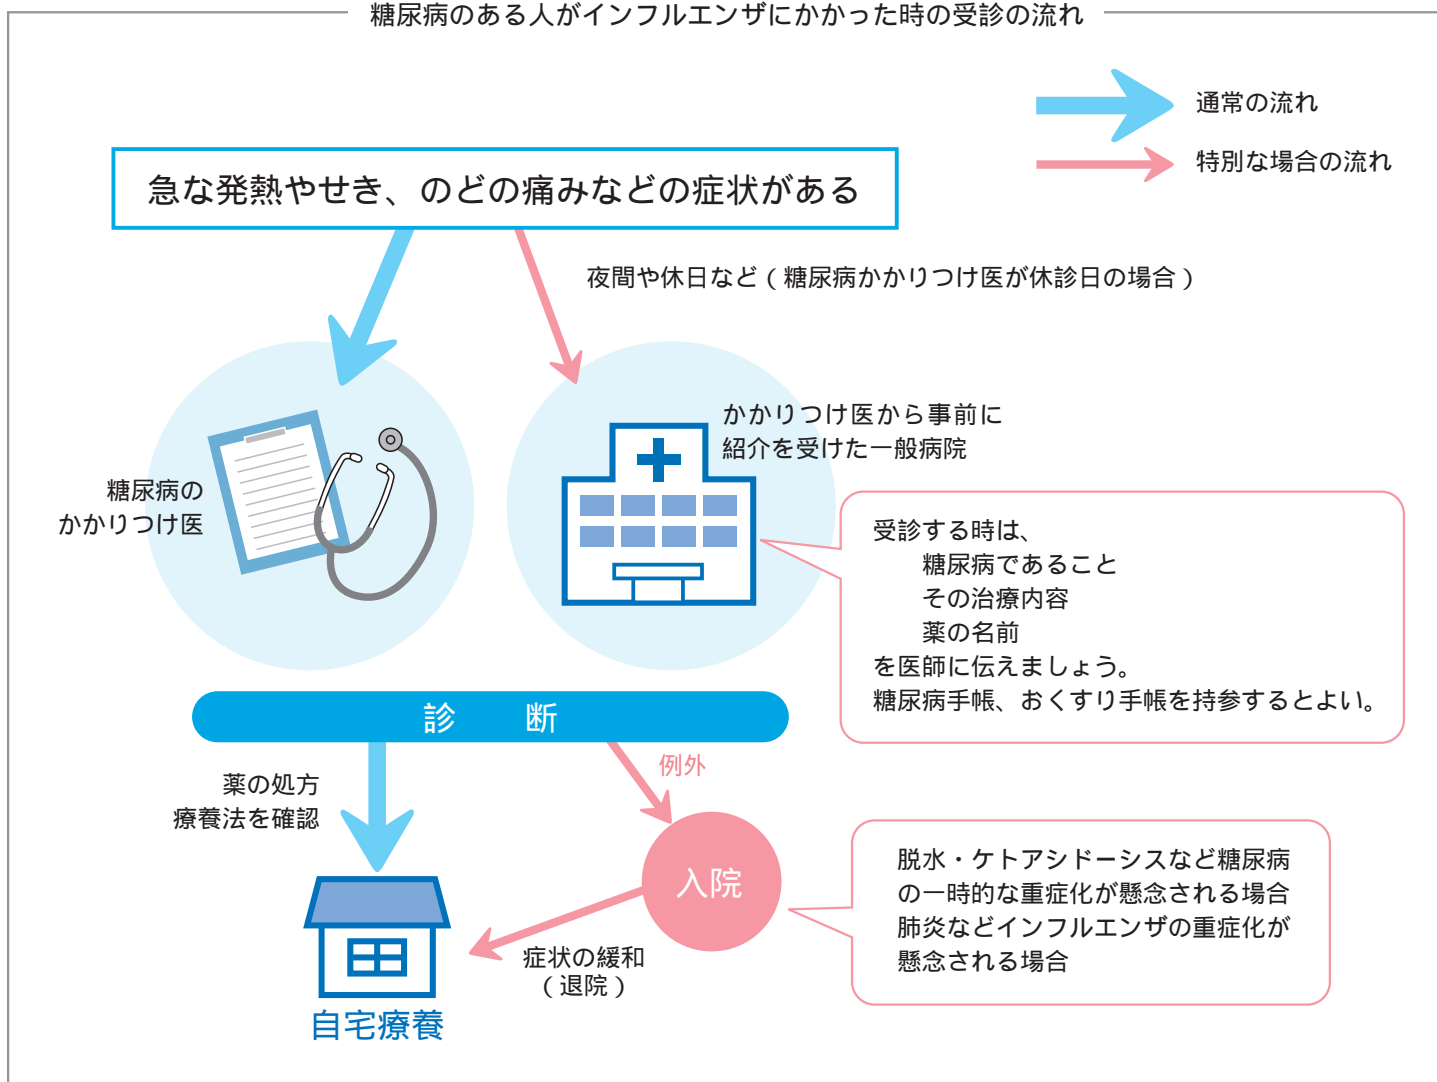 糖尿病のある人がインフルエンザにかかった時の受診の流れ
通常の流れ
特別な場合の流れ
急な発熱やせき、のどの痛みなどの症状がある
夜間や休日など（糖尿病かかりつけ医が休診日の場合）
糖尿病の
かかりつけ医
かかりつけ医から事前に
紹介を受けた一般病院
受診する時は、
糖尿病であること
その治療内容
薬の名前
を医師に伝えましょう。
糖尿病手帳、おくすり手帳を持参するとよい。
診　断
例外
薬の処方
療養法を確認
入院
脱水・ケトアシドーシスなど糖尿病
の一時的な重症化が懸念される場合
肺炎などインフルエンザの重症化が
懸念される場合
症状の緩和
（退院）
自宅療養